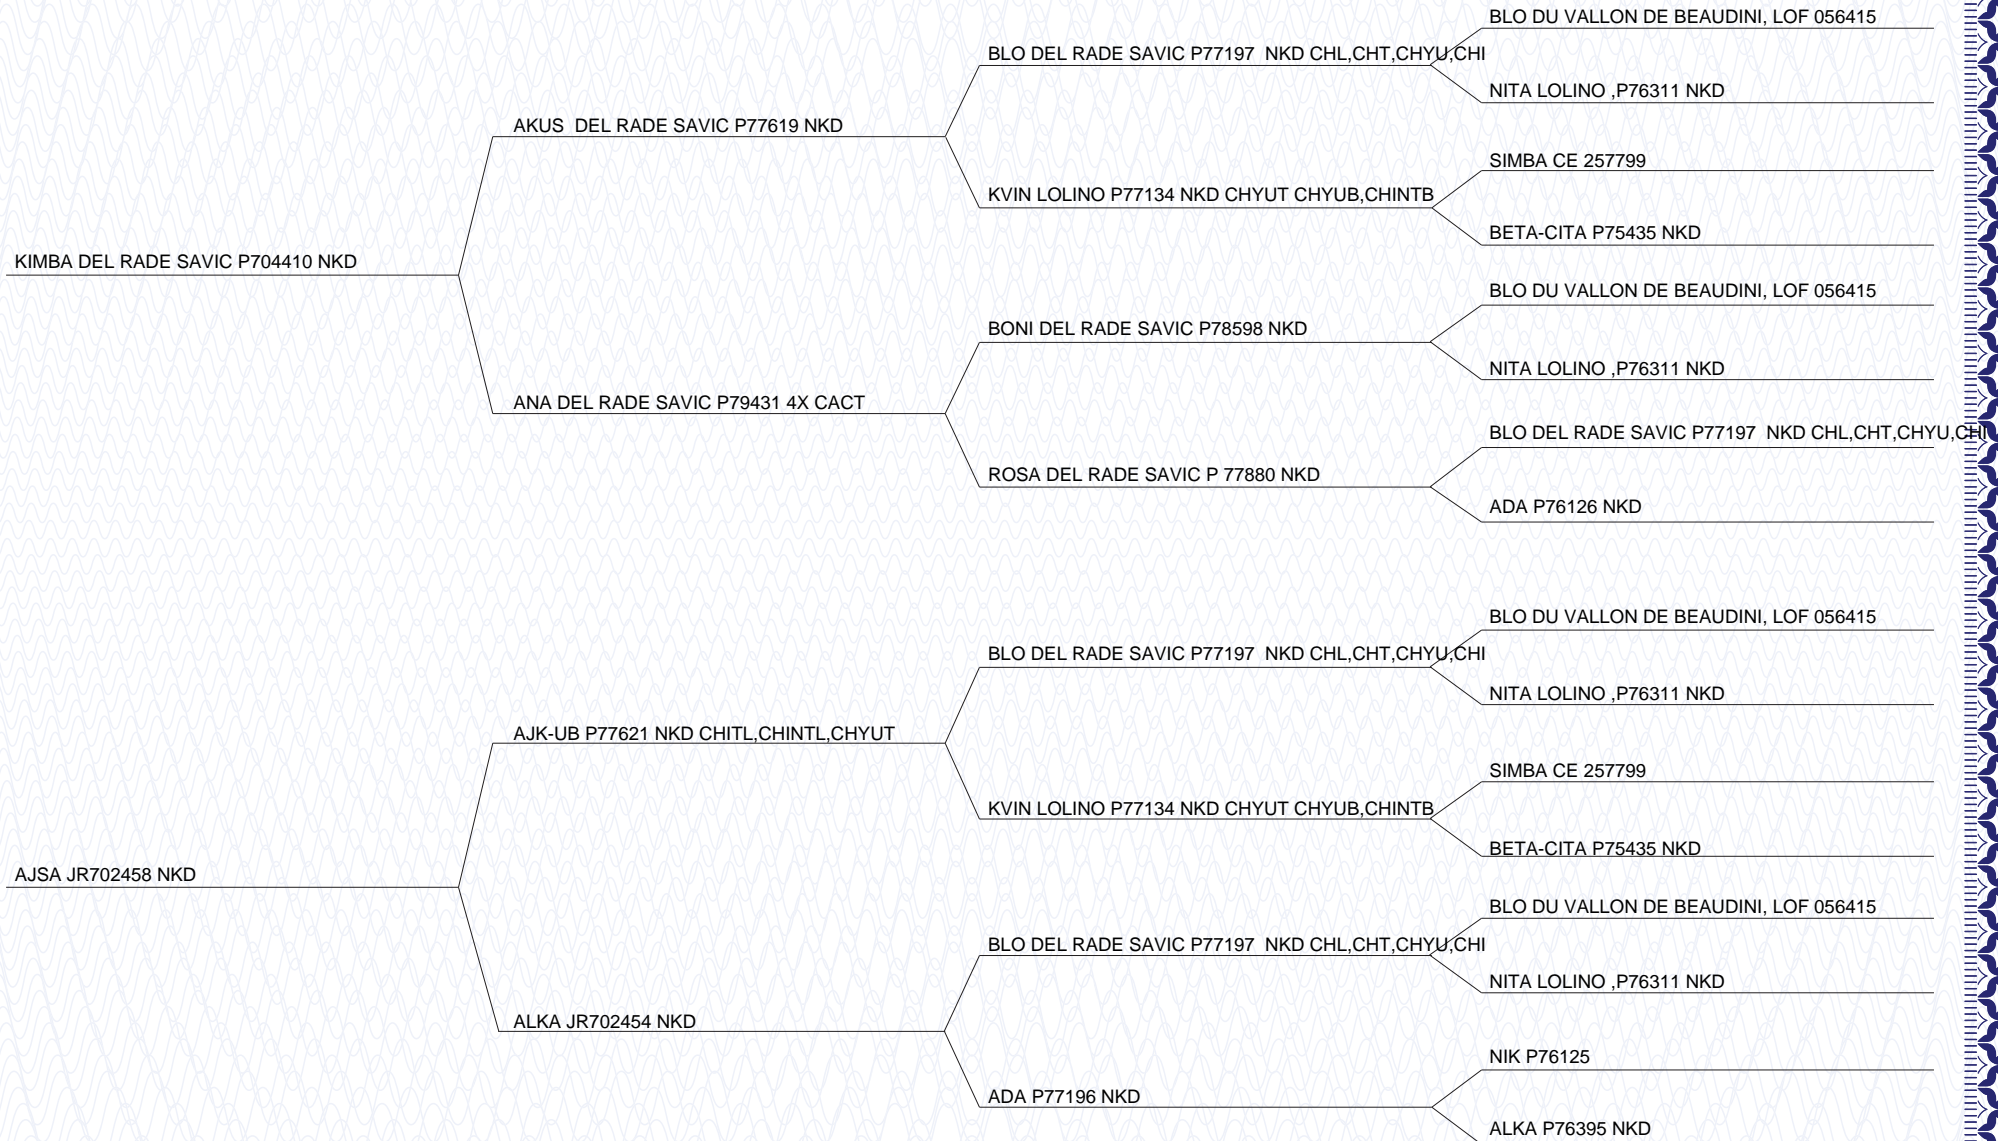 BLO DU VALLON DE BEAUDINI, LOF 056415
BLO DEL RADE SAVIC P77197  NKD CHL,CHT,CHYU,CHI
NITA LOLINO ,P76311 NKD
AKUS  DEL RADE SAVIC P77619 NKD
SIMBA CE 257799
KVIN LOLINO P77134 NKD CHYUT CHYUB,CHINTB
BETA-CITA P75435 NKD
KIMBA DEL RADE SAVIC P704410 NKD
BLO DU VALLON DE BEAUDINI, LOF 056415
BONI DEL RADE SAVIC P78598 NKD
NITA LOLINO ,P76311 NKD
ANA DEL RADE SAVIC P79431 4X CACT
BLO DEL RADE SAVIC P77197  NKD CHL,CHT,CHYU,CHI
ROSA DEL RADE SAVIC P 77880 NKD
ADA P76126 NKD
BLO DU VALLON DE BEAUDINI, LOF 056415
BLO DEL RADE SAVIC P77197  NKD CHL,CHT,CHYU,CHI
NITA LOLINO ,P76311 NKD
AJK-UB P77621 NKD CHITL,CHINTL,CHYUT
SIMBA CE 257799
KVIN LOLINO P77134 NKD CHYUT CHYUB,CHINTB
BETA-CITA P75435 NKD
AJSA JR702458 NKD
BLO DU VALLON DE BEAUDINI, LOF 056415
BLO DEL RADE SAVIC P77197  NKD CHL,CHT,CHYU,CHI
NITA LOLINO ,P76311 NKD
ALKA JR702454 NKD
NIK P76125
ADA P77196 NKD
ALKA P76395 NKD